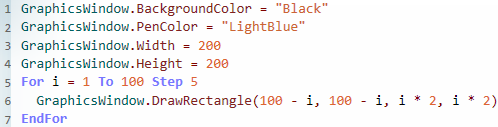 1 GraphicsWindow.BackgroundColor = "Black"
2 GraphicsWindow.PenColor = "LightBlue"
3 GraphicsWindow.Width = 200
4 GraphicsWindow.Height = 200
5 For i = 1 To 100 Step 5
6   GraphicsWindow.DrawRectangle(100 - i, 100 - i, i * 2, i * 2)
7 EndFor